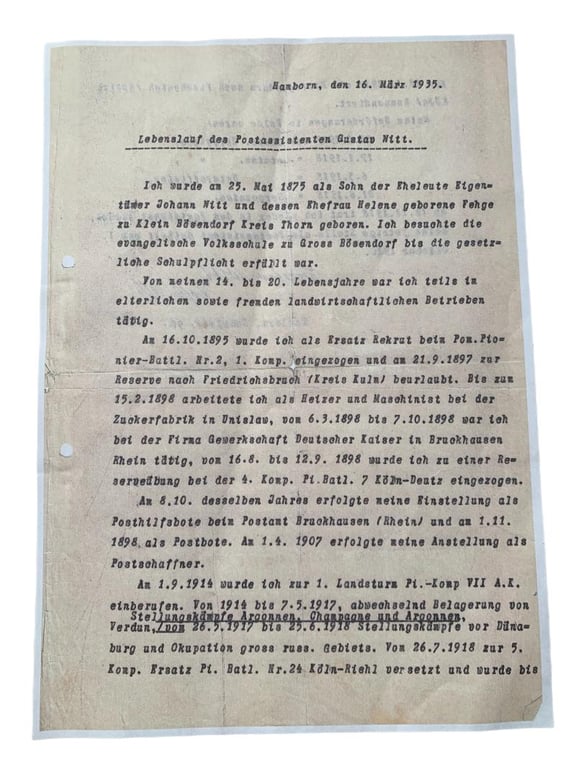 Hamborn, den 16. März 1935.
Lebenslauf des Postassistenten Gustav Nitt.
Ich wurde am 25. Mai 1875 als Sohn der Eheleute Eigen-
tümer Johann Nitt und dessen Ehefrau Helene geborene Fehge
zu Klein Bösendorf Kreis Thorn geboren. Ich besuchte die
evangelische Volksschule zu Gross Bösendorf bis die gesetz-
liche Schulpflicht erfüllt war.
Von meinem 14. bis 20. Lebensjahre war ich teils im
elterlichen sowie fremden landwirtschaftlichen Betrieben
tätig.
Am 16.10.1895 wurde ich als Ersatz Rekrut beim Pom.Pio-
nier-Battl. Nr.2, 1. Komp. eingezogen und am 21.9.1897 zur
Reserve nach Friedrichsbruch /Kreis Kulm/ beurlaubt. Bis zum
15.2.1898 arbeitete ich als Heizer und Maschinist bei der
Zuckerfabrik in Unislaw, vom 6.3.1898 bis 7.10.1898 war ich
bei der Firma Gewerkschaft Deutscher Kaiser in Bruckhausen
Rhein tätig, vom 16.8. bis 12.9. 1898 wurde ich zu einer Re-
serveübung bei der 4. Komp. Pi.Batl. 7 Köln-Deutz eingezogen.
Am 8.10. desselben Jahres erfolgte meine Einstellung als
Posthilfsbote beim Postamt Bruckhausen /Rhein/ und am 1.11.
1898 als Postbote. Am 1.4. 1907 erfolgte meine Anstellung als
Postschaffner.
Am 1.9.1914 wurde ich zur 1. Landsturm Pi.-Komp VII A.K.
einberufen. Von 1914 bis 7.5.1917, abwechselnd Belagerung von
Stellungskämpfe Argonnen, Champagne und Argonnen,
Verdun,/vom 26.5.1917 bis 25.6.1918 Stellungskämpfe vor Düna-
burg und Okupation gross russ. Gebiets. Vom 26.7.1918 zur 5.
Komp. Ersatz Pi. Batl. Nr.24 Köln-Riehl versetzt und wurde bis